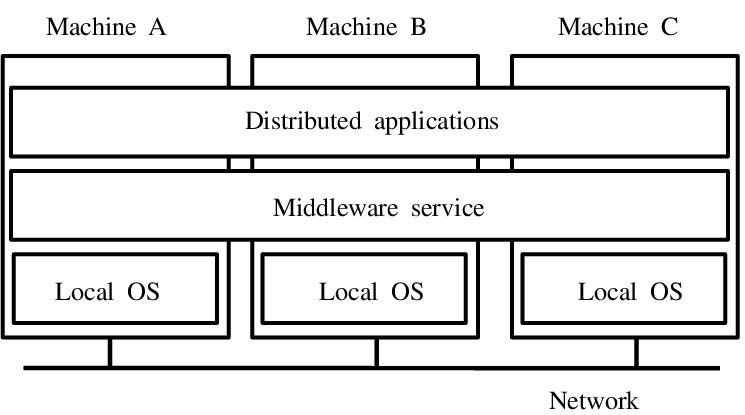 Machine A
Machine B
Machine C
Distributed applications
Middleware service
Local OS
Local OS
Local OS
Network